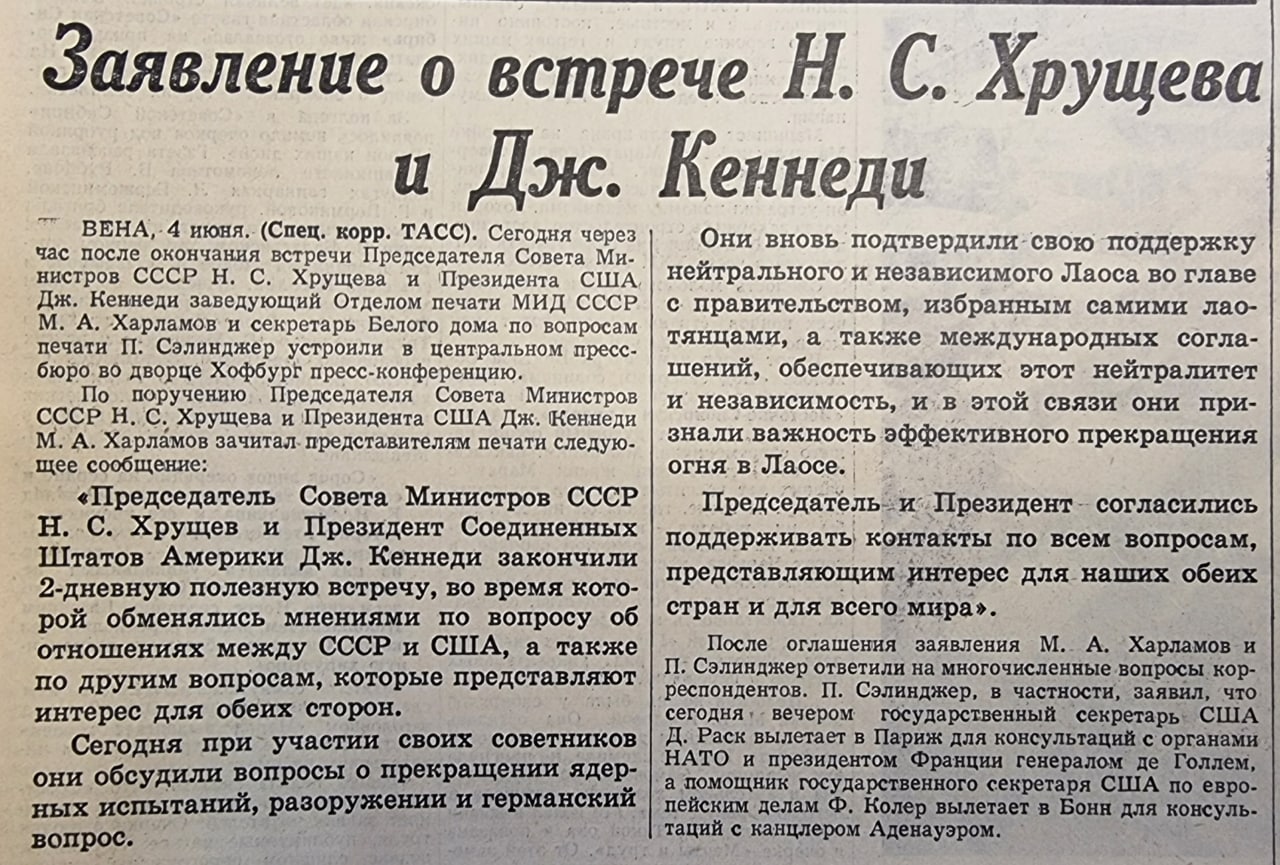 Заявление о встрече Н. С. Хрущева
и Дж. Кеннеди
ВЕНА, 4 июня. (Спец. корр. ТАСС). Сегодня через
час после окончания встречи Председателя Совета Ми-
нистров СССР Н. С. Хрущева и Президента США
Дж. Кеннеди заведующий Отделом печати МИД СССР
М. А. Харламов и секретарь Белого дома по вопросам
печати П. Сэлинджер устроили в центральном пресс-
бюро во дворце Хофбург пресс-конференцию.
По поручению Председателя Совета Министров
СССР Н. С. Хрущева и Президента США Дж. Кеннеди
М. А. Харламов зачитал представителям печати следую-
щее сообщение:
«Председатель Совета Министров СССР
Н. С. Хрущев и Президент Соединенных
Штатов Америки Дж. Кеннеди закончили
2-дневную полезную встречу, во время кото-
рой обменялись мнениями по вопросу об
отношениях между СССР и США, а также
по другим вопросам, которые представляют
интерес для обеих сторон.
Сегодня при участии своих советников
они обсудили вопросы о прекращении ядер-
ных испытаний, разоружении и германский
вопрос.
Они вновь подтвердили свою поддержку
нейтрального и независимого Лаоса во главе
с правительством, избранным самими лао-
тянцами, а также международных согла-
шений, обеспечивающих этот нейтралитет
и независимость, и в этой связи они при-
знали важность эффективного прекращения
огня в Лаосе.
Председатель и Президент согласились
поддерживать контакты по всем вопросам,
представляющим интерес для наших обеих
стран и для всего мира».
После оглашения заявления М. А. Харламов и
П. Сэлинджер ответили на многочисленные вопросы кор-
респондентов. П. Сэлинджер, в частности, заявил, что
сегодня вечером государственный секретарь США
Д. Раск вылетает в Париж для консультаций с органами
НАТО и президентом Франции генералом де Голлем,
а помощник государственного секретаря США по евро-
пейским делам Ф. Колер вылетает в Бонн для консуль-
таций с канцлером Аденауэром.